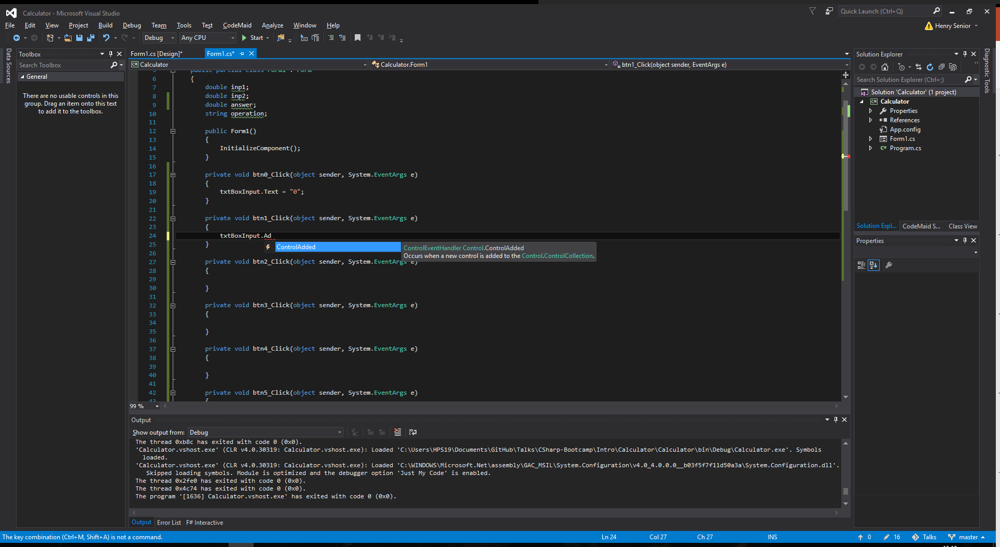 Calculator - Microsoft Visual Studio
Quick Launch (Ctrl+Q)
File Edit View Project Build Debug Team Tools Test CodeMaid Analyze Window Help
Henry Senior
Debug Any CPU Start
Data Sources
Toolbox
Search Toolbox
General
There are no usable controls in this
group. Drag an item onto this text
to add it to the toolbox.
Form1.cs [Design]* Form1.cs*
Calculator Calculator.Form1 btn1_Click(object sender, EventArgs e)
5 public partial class Form1 : Form
6 {
7 double inp1;
8 double inp2;
9 double answer;
10 string operation;
11
12 public Form1()
13 {
14 InitializeComponent();
15 }
16
17 private void btn0_Click(object sender, System.EventArgs e)
18 {
19 txtBoxInput.Text = "0";
20 }
21
22 private void btn1_Click(object sender, System.EventArgs e)
23 {
24 txtBoxInput.Ad
25 }
ControlAdded
ControlEventHandler Control.ControlAdded
Occurs when a new control is added to the Control.ControlCollection.
26
27 private void btn2_Click(object sender, System.EventArgs e)
28 {
29
30 }
31
32 private void btn3_Click(object sender, System.EventArgs e)
33 {
34
35 }
36
37 private void btn4_Click(object sender, System.EventArgs e)
38 {
39
40 }
41
42 private void btn5_Click(object sender, System.EventArgs e)
43 {
99 %
Output
Show output from: Debug
The thread 0xb8c has exited with code 0 (0x0).
'Calculator.vshost.exe' (CLR v4.0.30319: Calculator.vshost.exe): Loaded 'C:\Users\HPS19\Documents\GitHub\Talks\CSharp-Bootcamp\Intro\Calculator\Calculator\bin\Debug\Calculator.exe'. Symbols
loaded.
'Calculator.vshost.exe' (CLR v4.0.30319: Calculator.vshost.exe): Loaded 'C:\WINDOWS\Microsoft.Net\assembly\GAC_MSIL\System.Configuration\v4.0_4.0.0.0__b03f5f7f11d50a3a\System.Configuration.dll'.
Skipped loading symbols. Module is optimized and the debugger option 'Just My Code' is enabled.
The thread 0x2fe0 has exited with code 0 (0x0).
The thread 0x4c74 has exited with code 0 (0x0).
The program '[1636] Calculator.vshost.exe' has exited with code 0 (0x0).
Output Error List F# Interactive
Solution Explorer
Search Solution Explorer (Ctrl+;)
Solution 'Calculator' (1 project)
Calculator
Properties
References
App.config
Form1.cs
Program.cs
Solution Expl... CodeMaid S... Class View
Properties
Diagnostic Tools
The key combination (Ctrl+M, Shift+A) is not a command.
Ln 24 Col 27 Ch 27 INS 0 16 Talks master